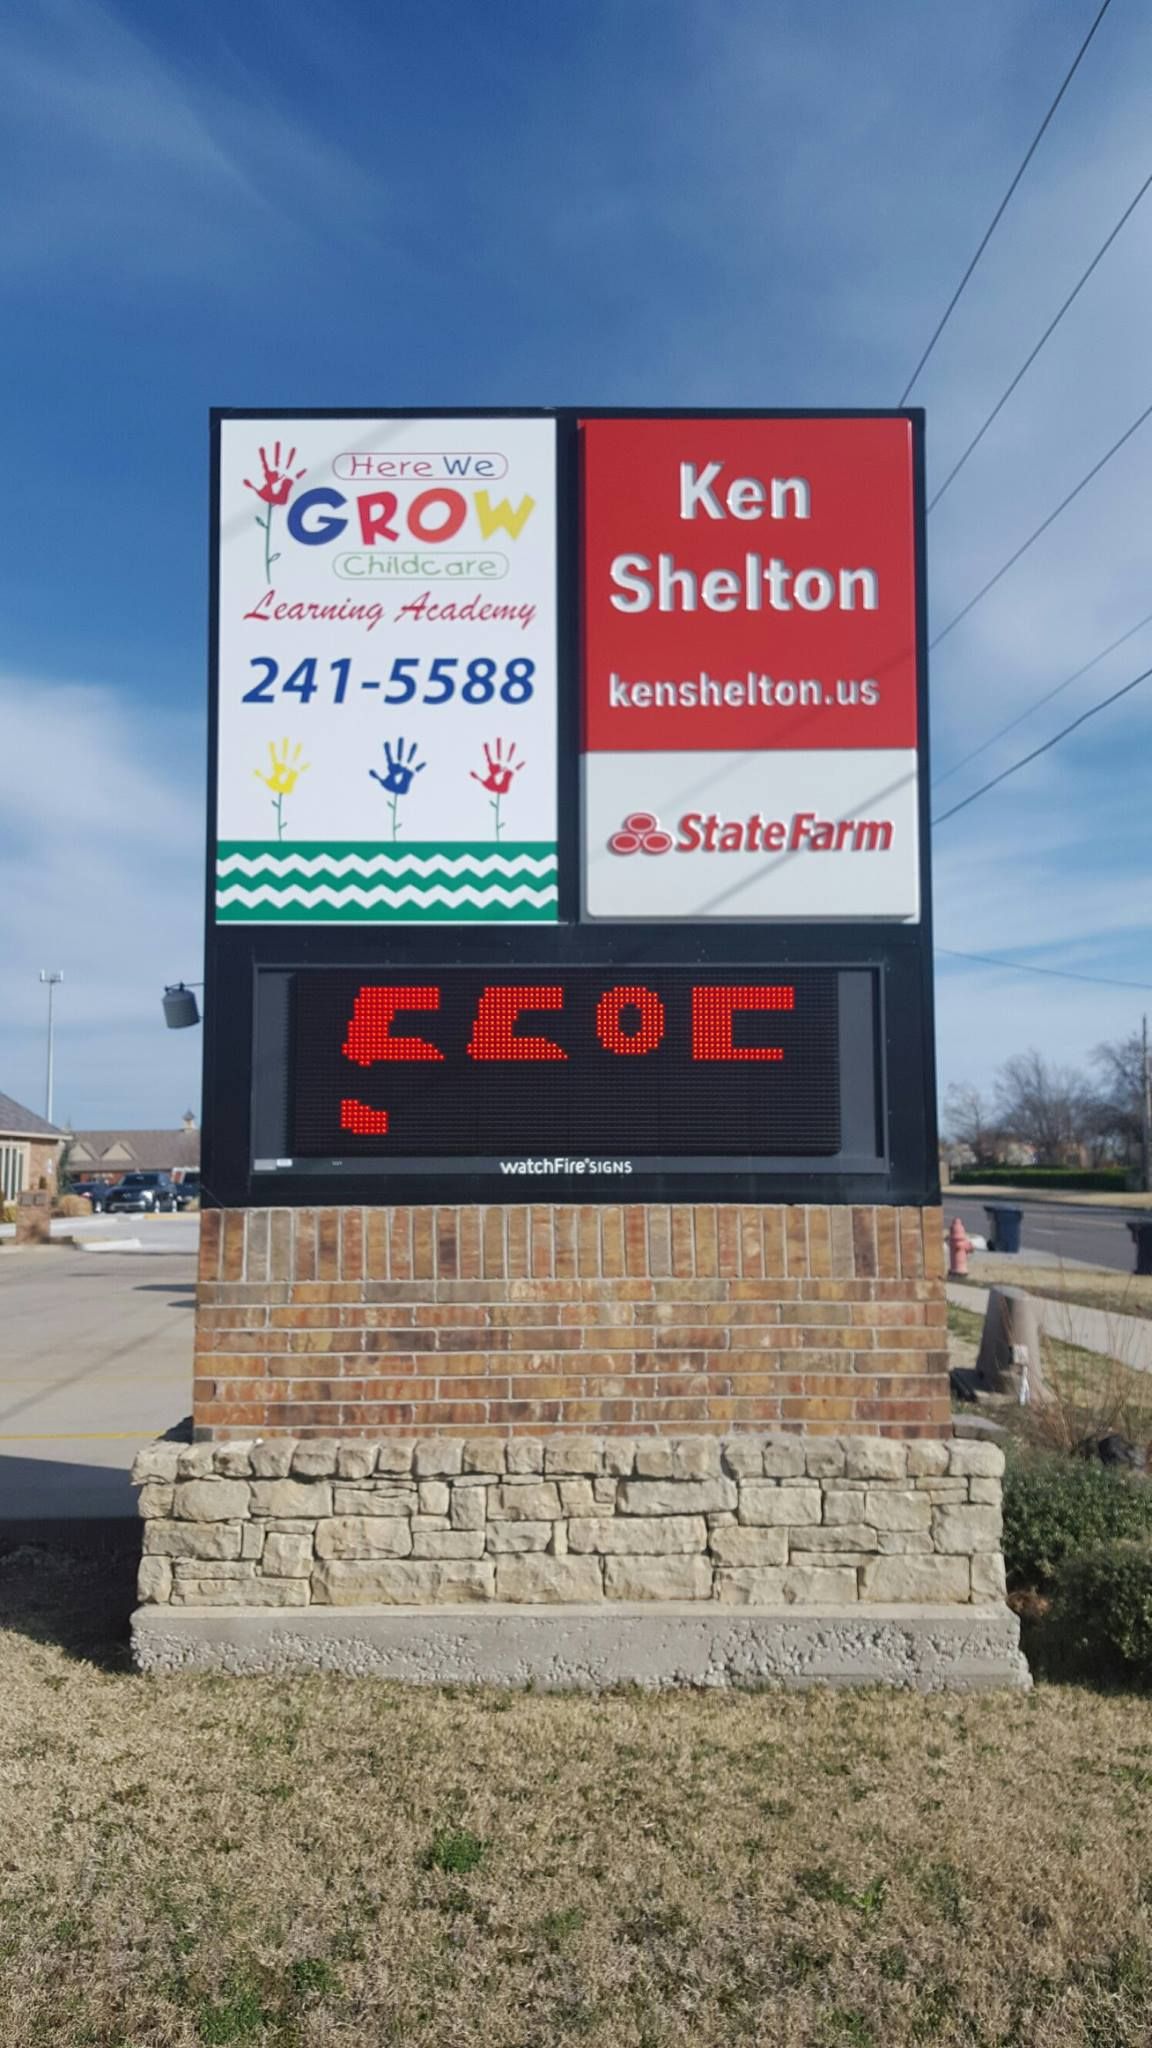 Here We
GROW
Childcare
Learning Academy
241-5588
Ken
Shelton
kenshelton.us
StateFarm
watchFire®SIGNS